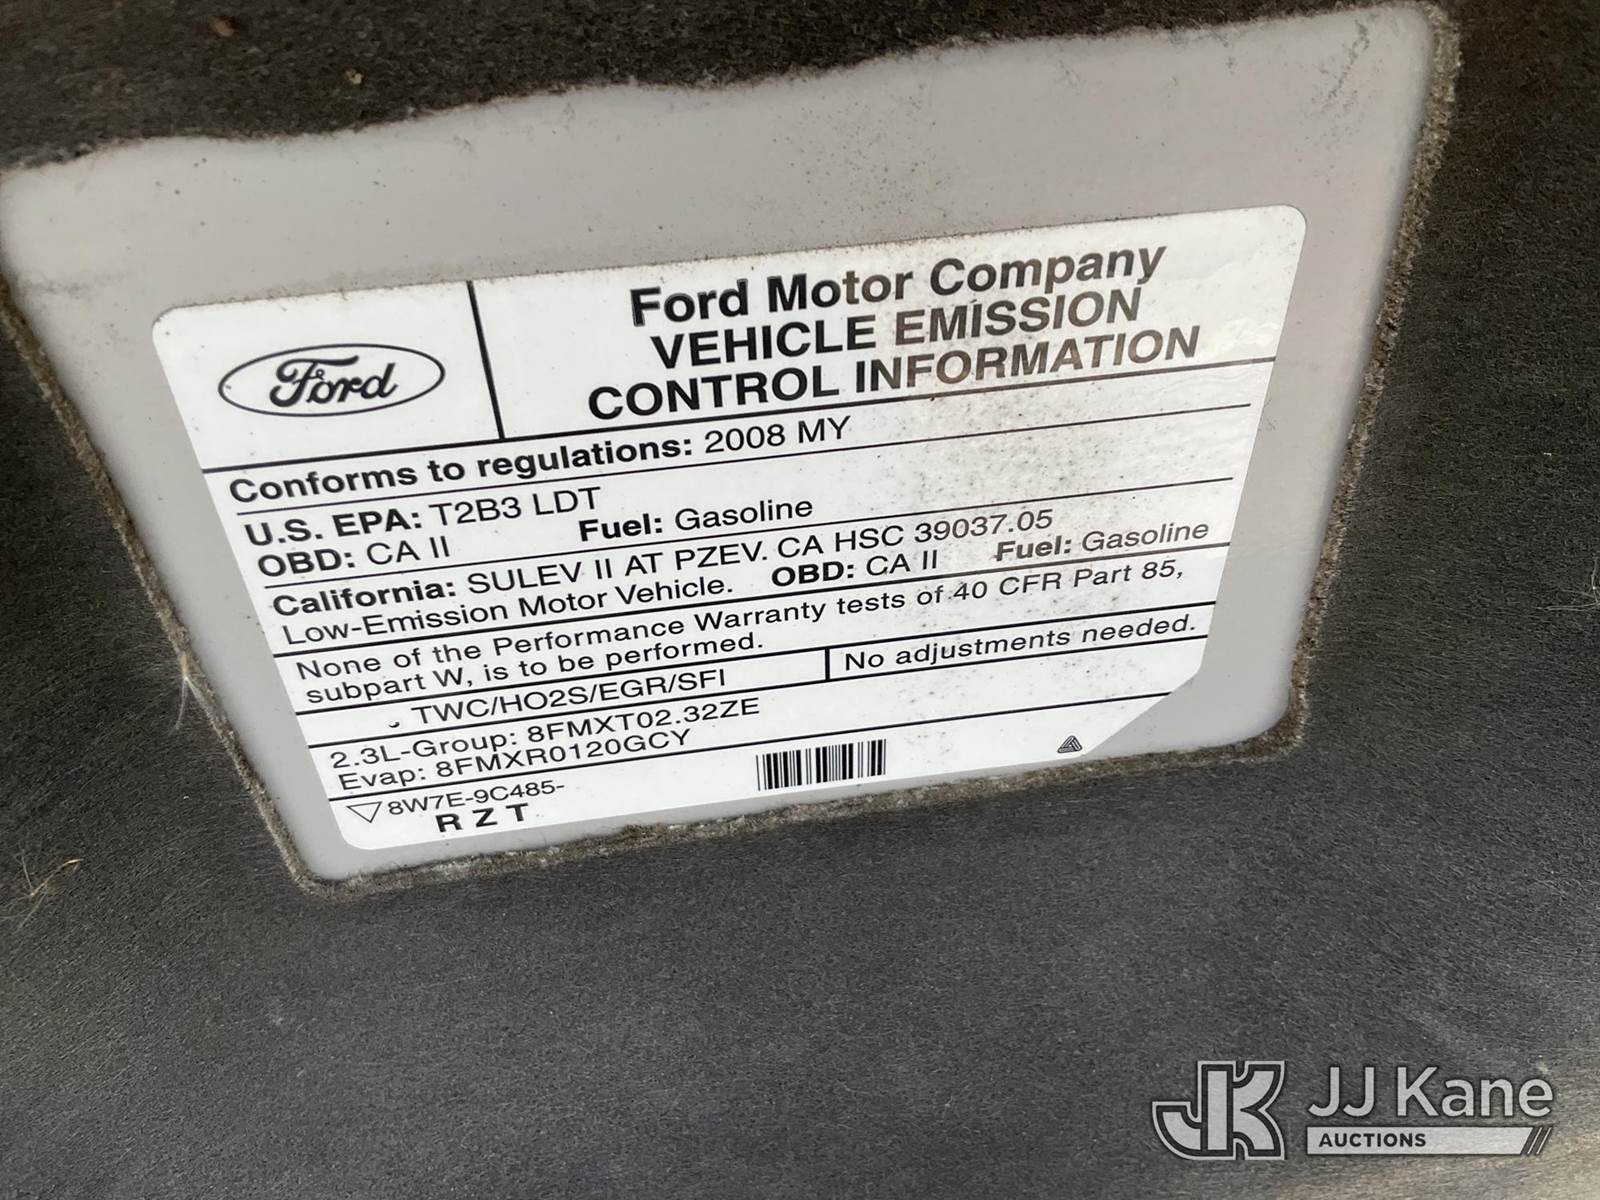 Ford
Ford Motor Company
VEHICLE EMISSION
CONTROL INFORMATION
Conforms to regulations: 2008 MY
U.S. EPA: T2B3 LDT
OBD: CA II Fuel: Gasoline
California: SULEV II AT PZEV. CA HSC 39037.05
Low-Emission Motor Vehicle. OBD: CA II Fuel: Gasoline
None of the Performance Warranty tests of 40 CFR Part 85,
subpart W, is to be performed.
TWC/HO2S/EGR/SFI No adjustments needed.
2.3L-Group: 8FMXT02.32ZE
Evap: 8FMXR0120GCY
8W7E-9C485-
R Z T
JK JJ Kane
AUCTIONS